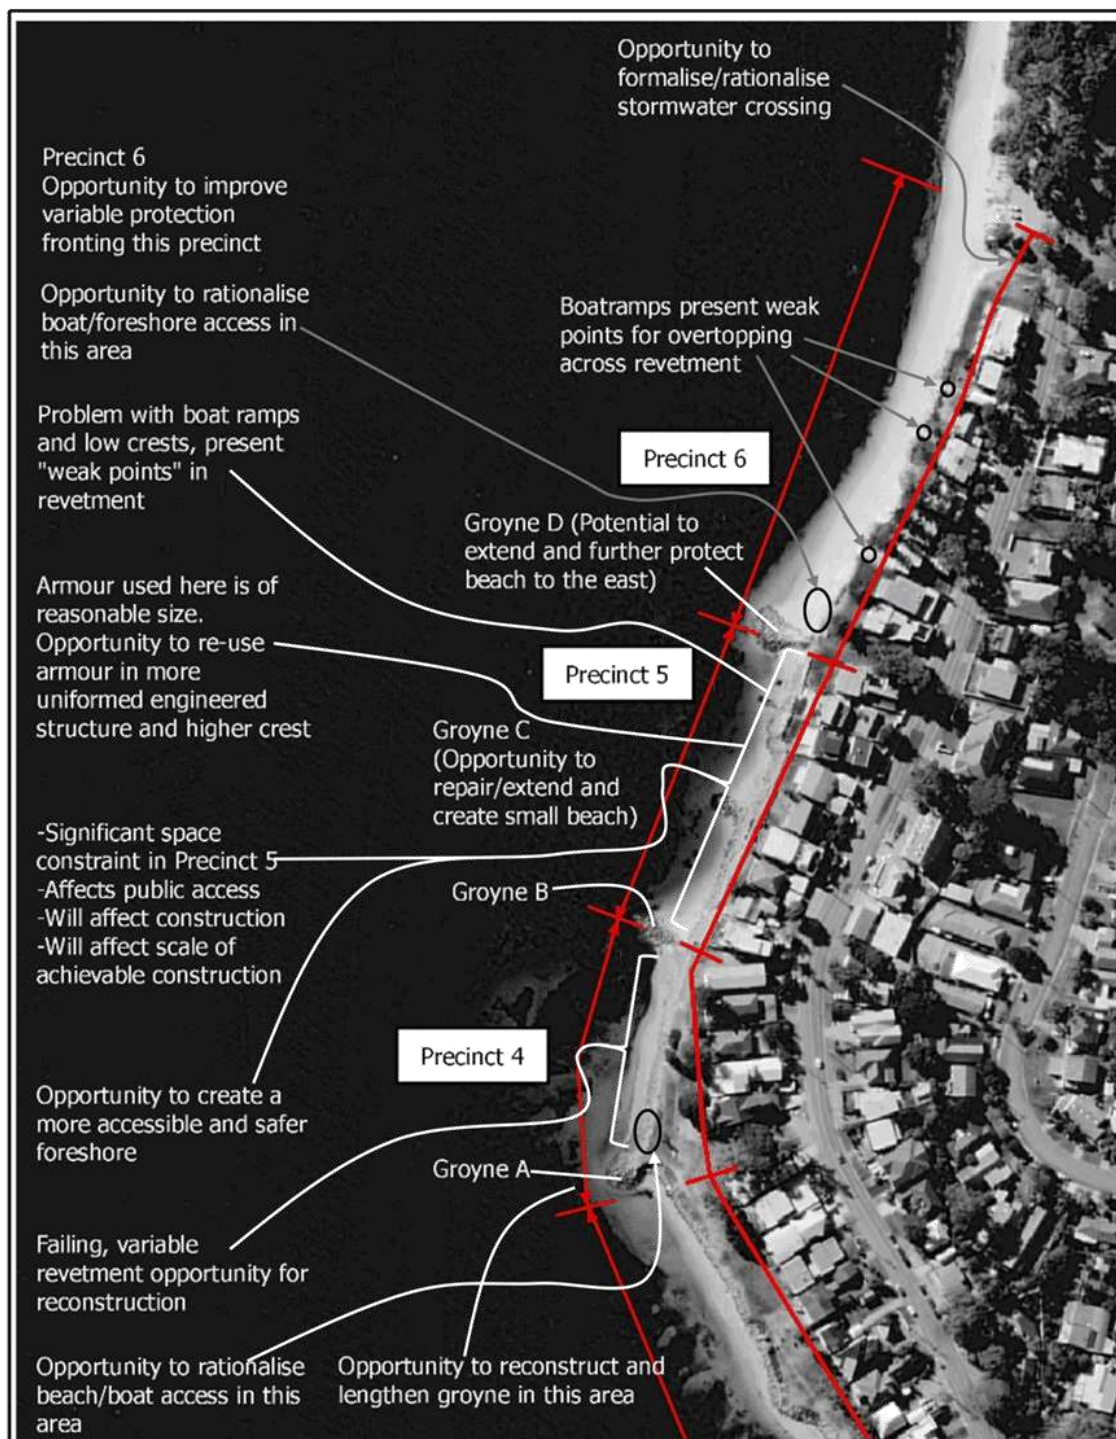 Opportunity to
formalise/rationalise
stormwater crossing
Precinct 6
Opportunity to improve
variable protection
fronting this precinct
Opportunity to rationalise
boat/foreshore access in
this area
Boatramps present weak
points for overtopping
across revetment
Problem with boat ramps
and low crests, present
"weak points" in
revetment
Precinct 6
Groyne D (Potential to
extend and further protect
beach to the east)
Armour used here is of
reasonable size.
Opportunity to re-use
armour in more
uniformed engineered
structure and higher crest
Precinct 5
Groyne C
(Opportunity to
repair/extend and
create small beach)
-Significant space
constraint in Precinct 5
-Affects public access
-Will affect construction
-Will affect scale of
achievable construction
Groyne B
Precinct 4
Opportunity to create a
more accessible and safer
foreshore
Groyne A
Failing, variable
revetment opportunity for
reconstruction
Opportunity to rationalise
beach/boat access in this
area
Opportunity to reconstruct and
lengthen groyne in this area